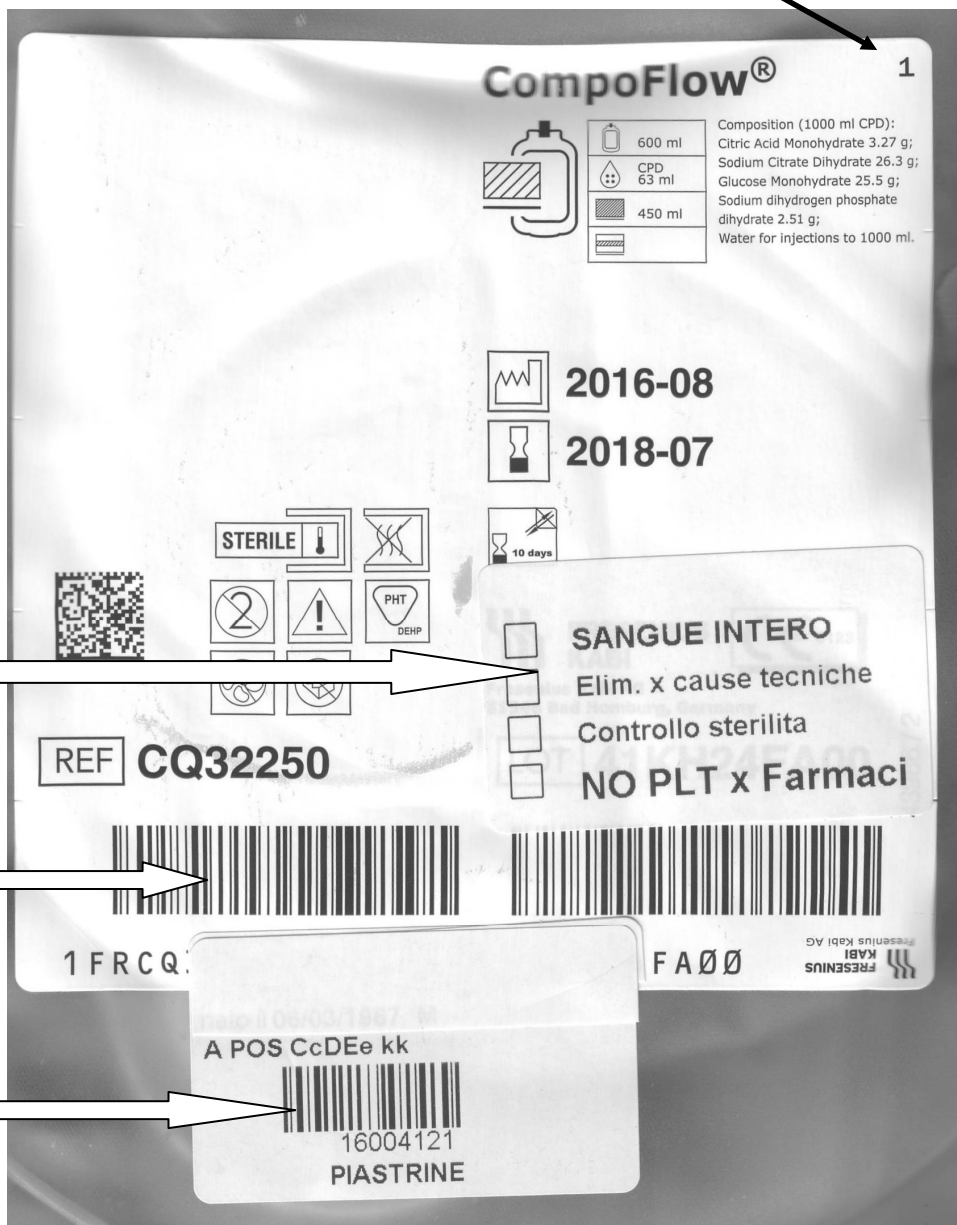 CompoFlow®
1
600 ml
CPD
63 ml
450 ml
Composition (1000 ml CPD):
Citric Acid Monohydrate 3.27 g;
Sodium Citrate Dihydrate 26.3 g;
Glucose Monohydrate 25.5 g;
Sodium dihydrogen phosphate
dihydrate 2.51 g;
Water for injections to 1000 ml.
2016-08
2018-07
STERILE
10 days
2
PHT
DEHP
SANGUE INTERO
Elim. x cause tecniche
Controllo sterilita
NO PLT x Farmaci
REF CQ32250
LOT
1FRCQ
FAØØ
FRESENIUS
KABI
Fresenius Kabi AG
A POS CcDEe kk
16004121
PIASTRINE